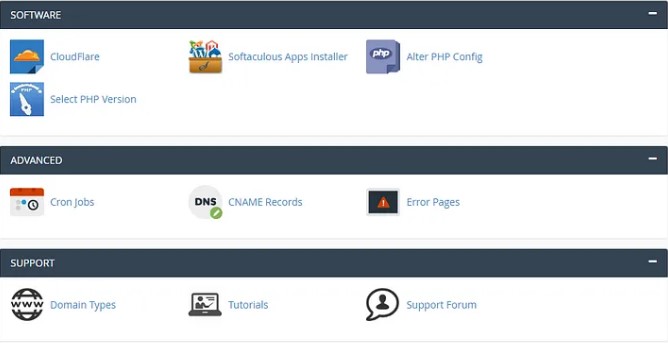 SOFTWARE
CloudFlare
Softaculous Apps Installer
php
Alter PHP Config
PHP
Select PHP Version
ADVANCED
Cron Jobs
DNS
CNAME Records
Error Pages
SUPPORT
WWW
Domain Types
Tutorials
Support Forum